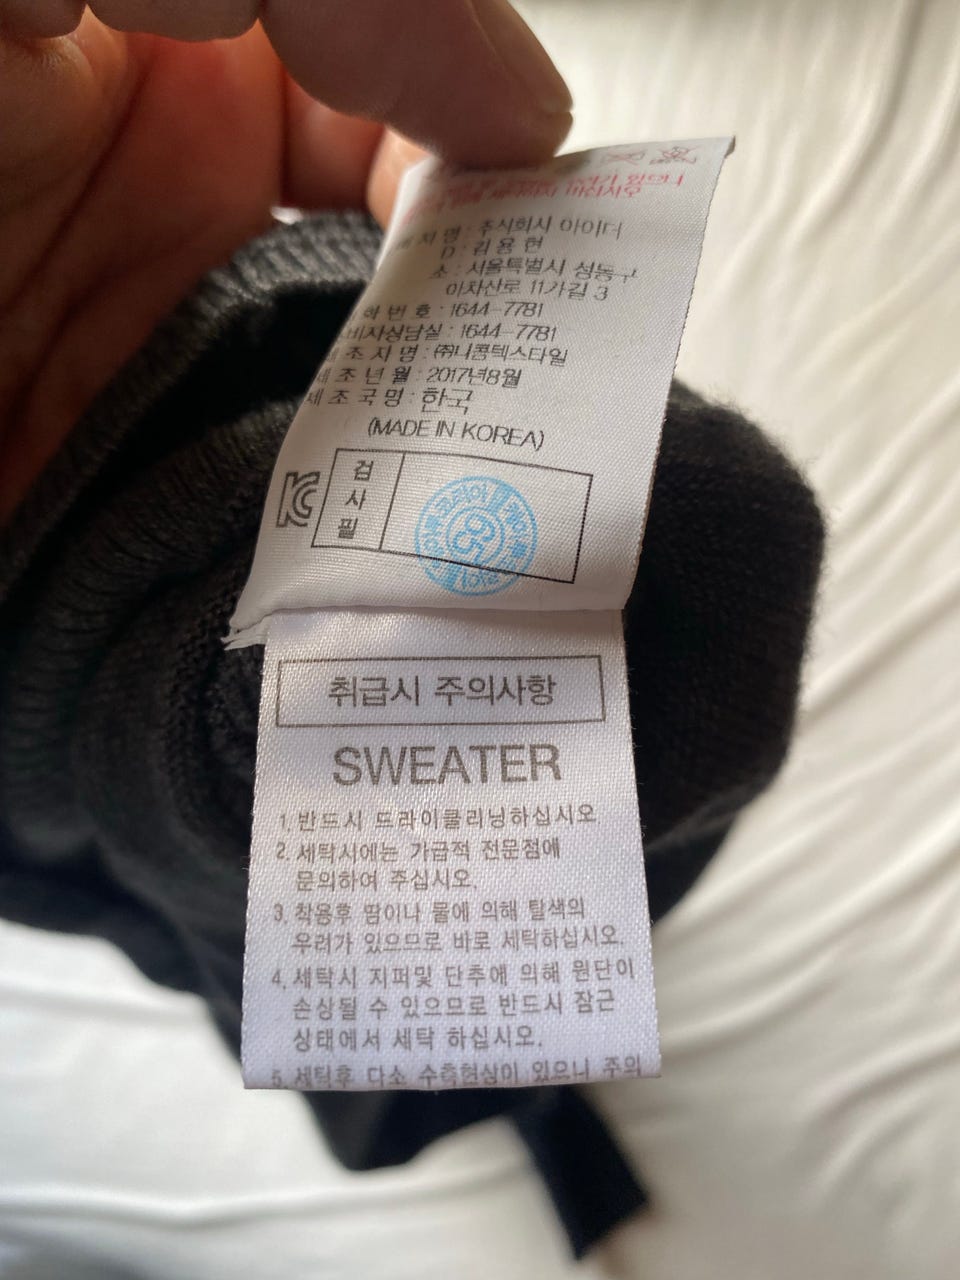 마십시오
자 명 : 주식회사 아이더
D : 김용현
소 : 서울특별시 성동구
아차산로 11가길 3
화 번 호 : 1644-7781
비자상담실 : 1644-7781
제 조 자 명 : ㈜니콤텍스타일
제 조 년 월 : 2017년8월
제 조 국 명 : 한국
(MADE IN KOREA)
검
사
필
취급시 주의사항
SWEATER
1. 반드시 드라이클리닝하십시오
2. 세탁시에는 가급적 전문점에
문의하여 주십시오.
3. 착용후 땀이나 물에 의해 탈색의
우려가 있으므로 바로 세탁하십시오.
4. 세탁시 지퍼및 단추에 의해 원단이
손상될 수 있으므로 반드시 잠근
상태에서 세탁 하십시오.
5. 세탁후 다소 수축현상이 있으니 주의